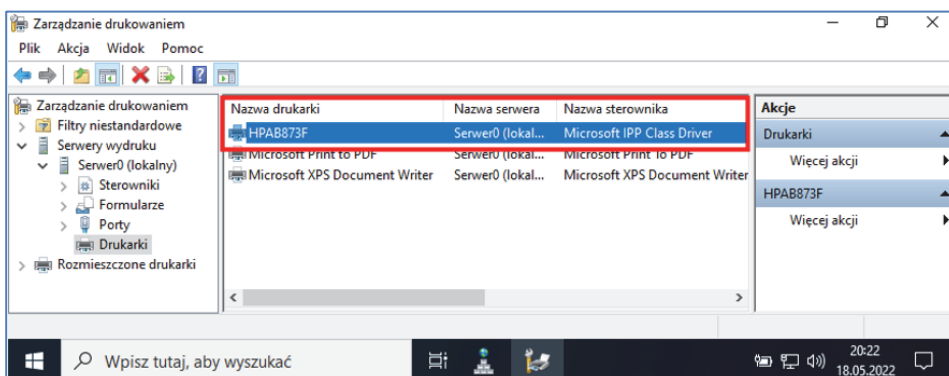 Zarządzanie drukowaniem
Plik Akcja Widok Pomoc
Zarządzanie drukowaniem
Filtry niestandardowe
Serwery wydruku
Serwer0 (lokalny)
Sterowniki
Formularze
Porty
Drukarki
Rozmieszczone drukarki
Nazwa drukarki Nazwa serwera Nazwa sterownika
HPAB873F Serwer0 (lokal... Microsoft IPP Class Driver
Microsoft Print to PDF Serwer0 (lokal... Microsoft Print To PDF
Microsoft XPS Document Writer Serwer0 (lokal... Microsoft XPS Document Writer
Akcje
Drukarki
Więcej akcji
HPAB873F
Więcej akcji
Wpisz tutaj, aby wyszukać
20:22
18.05.2022